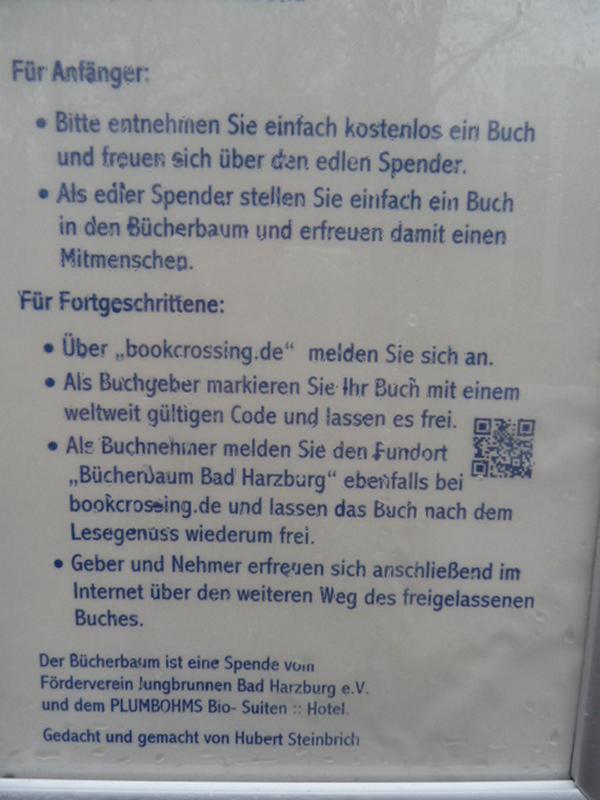 Für Anfänger:
• Bitte entnehmen Sie einfach kostenlos ein Buch
und freuen sich über den edlen Spender.
• Als edler Spender stellen Sie einfach ein Buch
in den Bücherbaum und erfreuen damit einen
Mitmenschen.
Für Fortgeschrittene:
• Über „bookcrossing.de“ melden Sie sich an.
• Als Buchgeber markieren Sie Ihr Buch mit einem
weltweit gültigen Code und lassen es frei.
• Als Buchnehmer melden Sie den Fundort
„Bücherbaum Bad Harzburg“ ebenfalls bei
bookcrossing.de und lassen das Buch nach dem
Lesegenuss wiederum frei.
• Geber und Nehmer erfreuen sich anschließend im
Internet über den weiteren Weg des freigelassenen
Buches.
Der Bücherbaum ist eine Spende vom
Förderverein Jungbrunnen Bad Harzburg e.V.
und dem PLUMBOHMS Bio- Suiten :: Hotel.
Gedacht und gemacht von Hubert Steinbrich